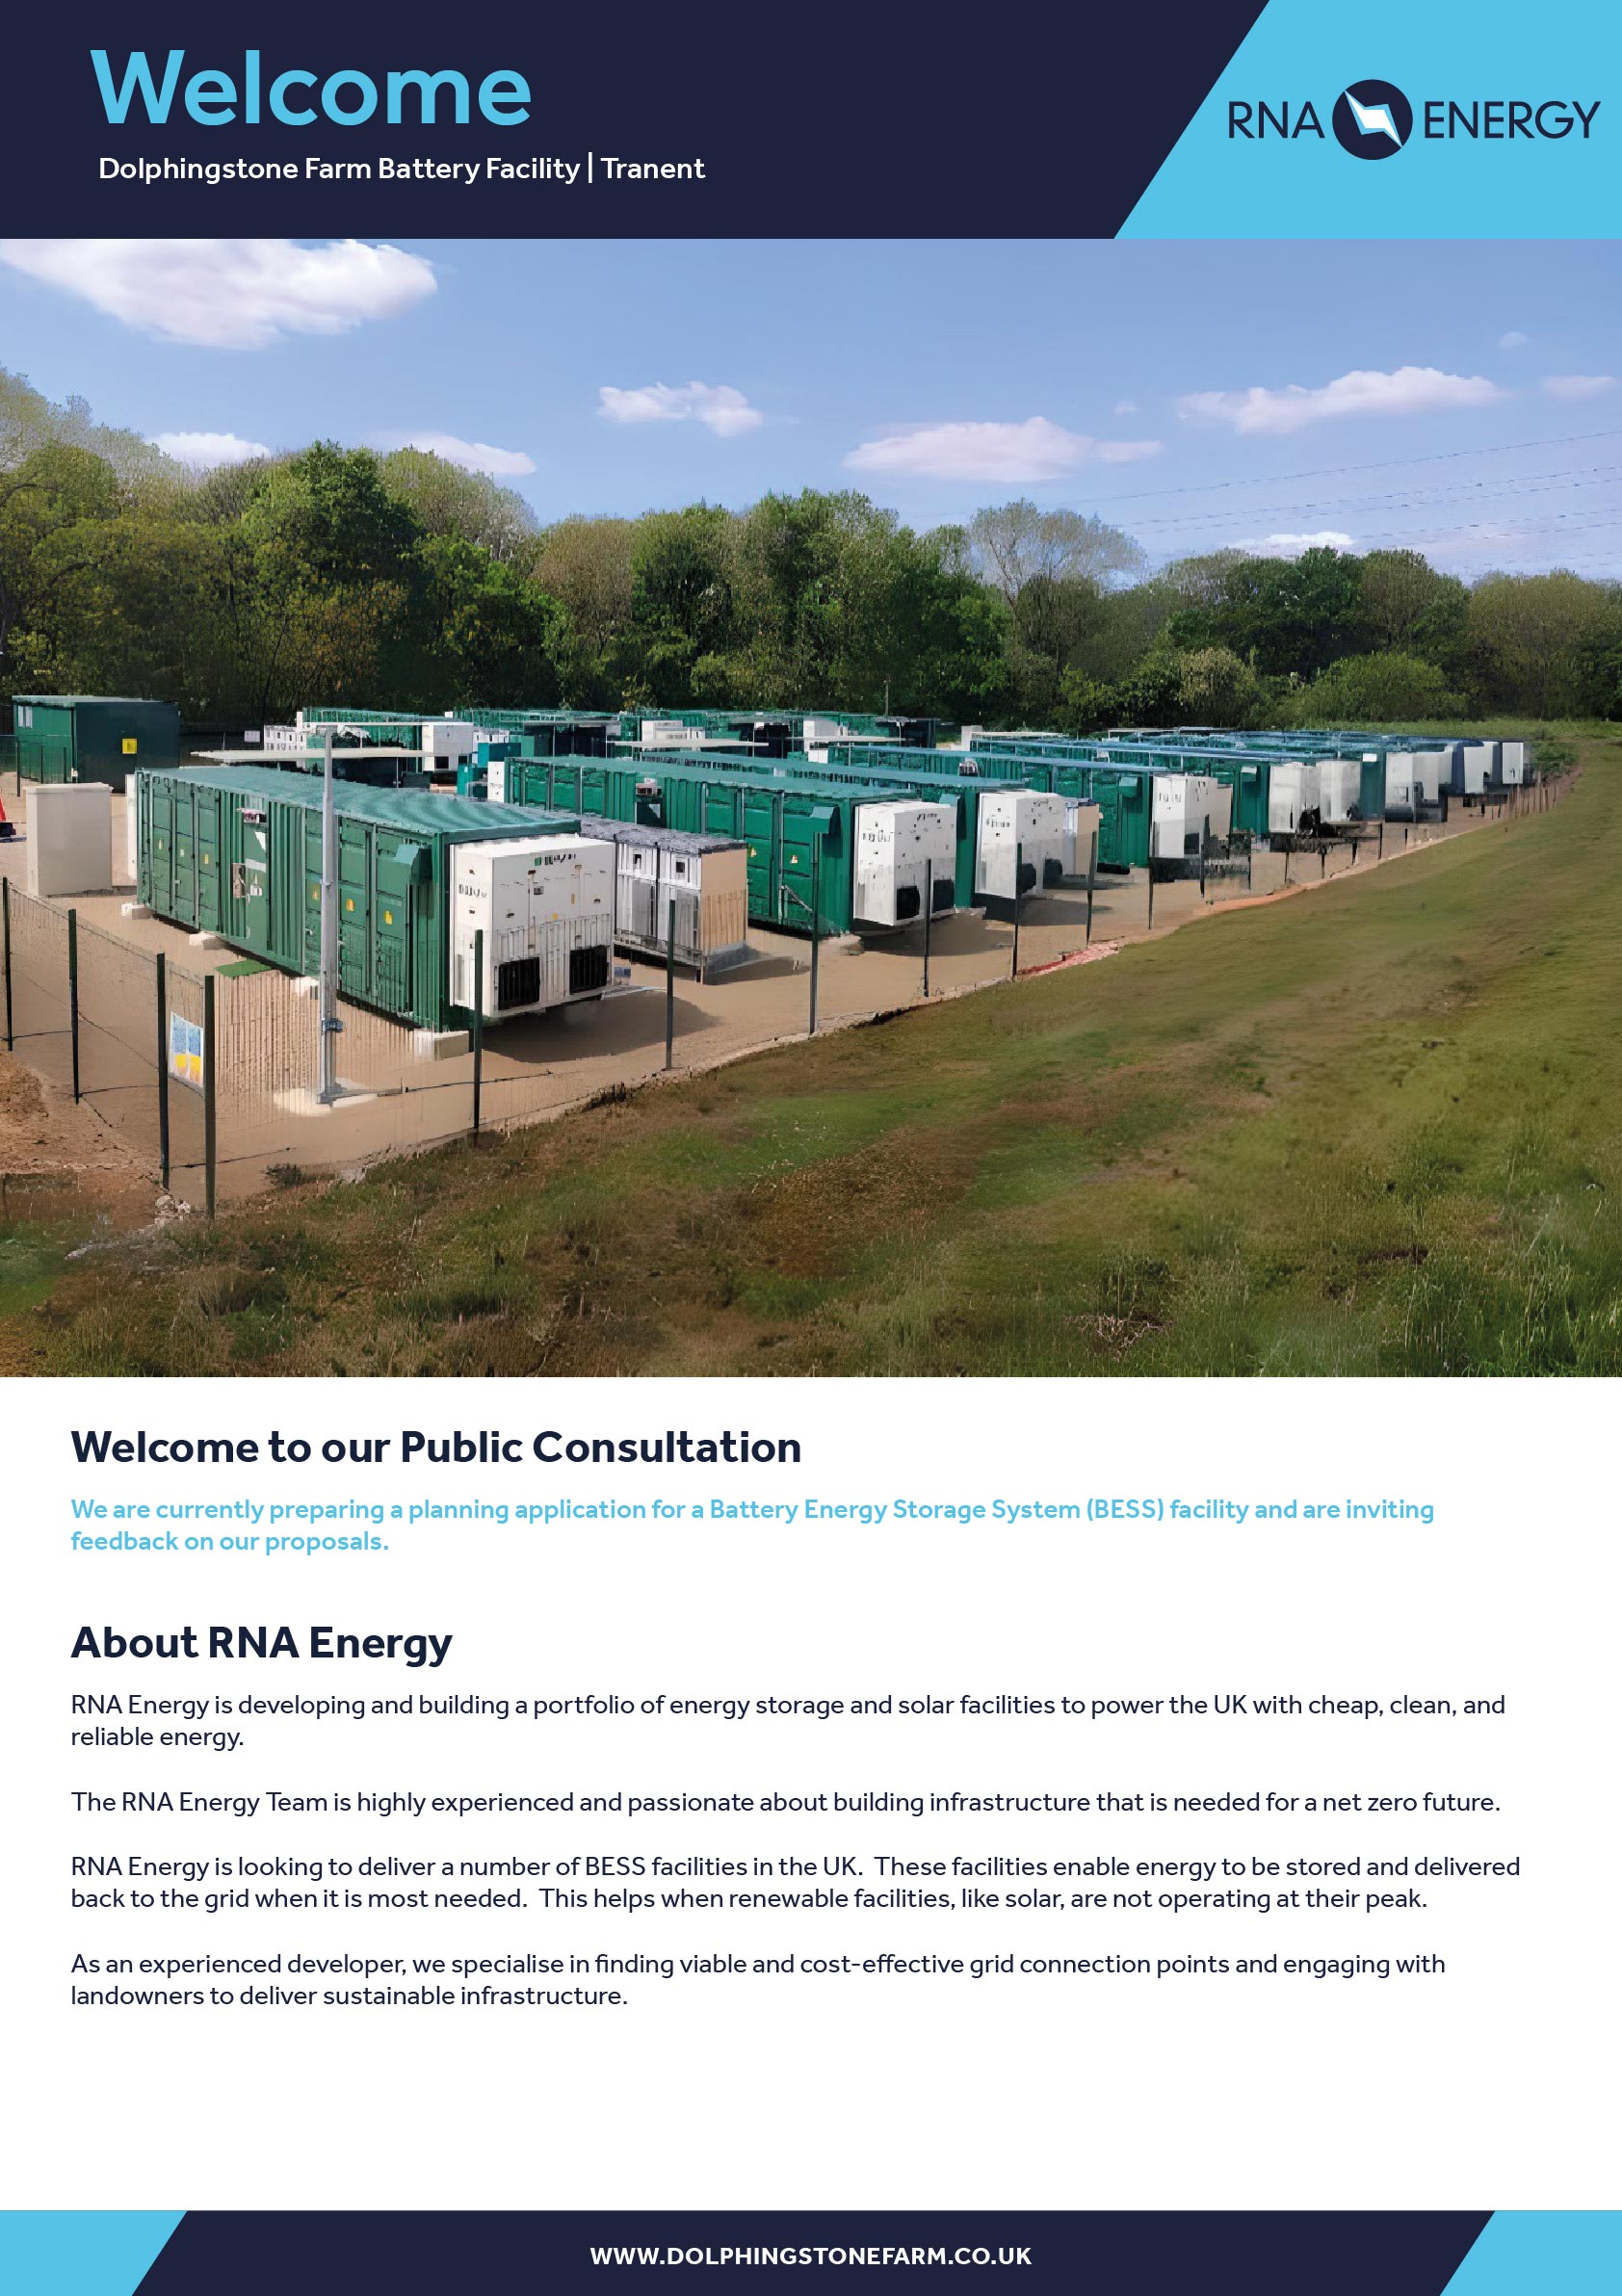 Welcome
Dolphingstone Farm Battery Facility | Tranent
RNA ENERGY
Welcome to our Public Consultation
We are currently preparing a planning application for a Battery Energy Storage System (BESS) facility and are inviting
feedback on our proposals.
About RNA Energy
RNA Energy is developing and building a portfolio of energy storage and solar facilities to power the UK with cheap, clean, and
reliable energy.
The RNA Energy Team is highly experienced and passionate about building infrastructure that is needed for a net zero future.
RNA Energy is looking to deliver a number of BESS facilities in the UK.  These facilities enable energy to be stored and delivered
back to the grid when it is most needed.  This helps when renewable facilities, like solar, are not operating at their peak.
As an experienced developer, we specialise in finding viable and cost-effective grid connection points and engaging with
landowners to deliver sustainable infrastructure.
WWW.DOLPHINGSTONEFARM.CO.UK